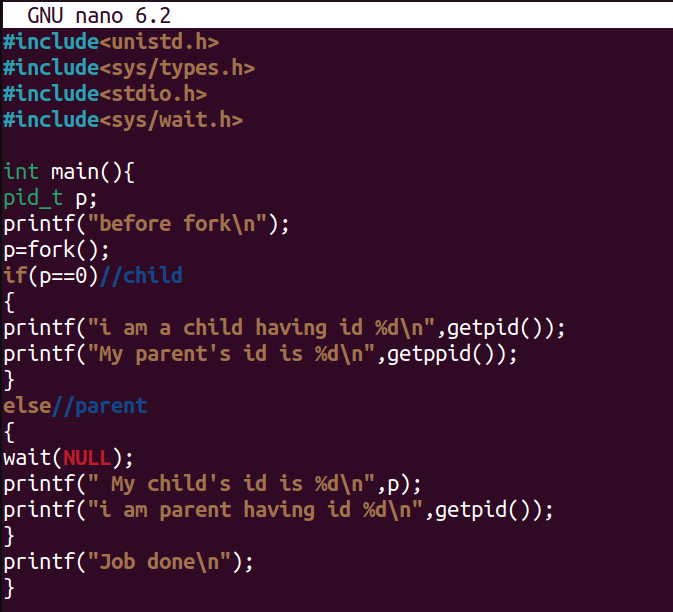 GNU nano 6.2
#include<unistd.h>
#include<sys/types.h>
#include<stdio.h>
#include<sys/wait.h>
int main(){
pid_t p;
printf("before fork\n");
p=fork();
if(p==0)//child
{
printf("i am a child having id %d\n",getpid());
printf("My parent's id is %d\n",getppid());
}
else//parent
{
wait(NULL);
printf(" My child's id is %d\n",p);
printf("i am parent having id %d\n",getpid());
}
printf("Job done\n");
}